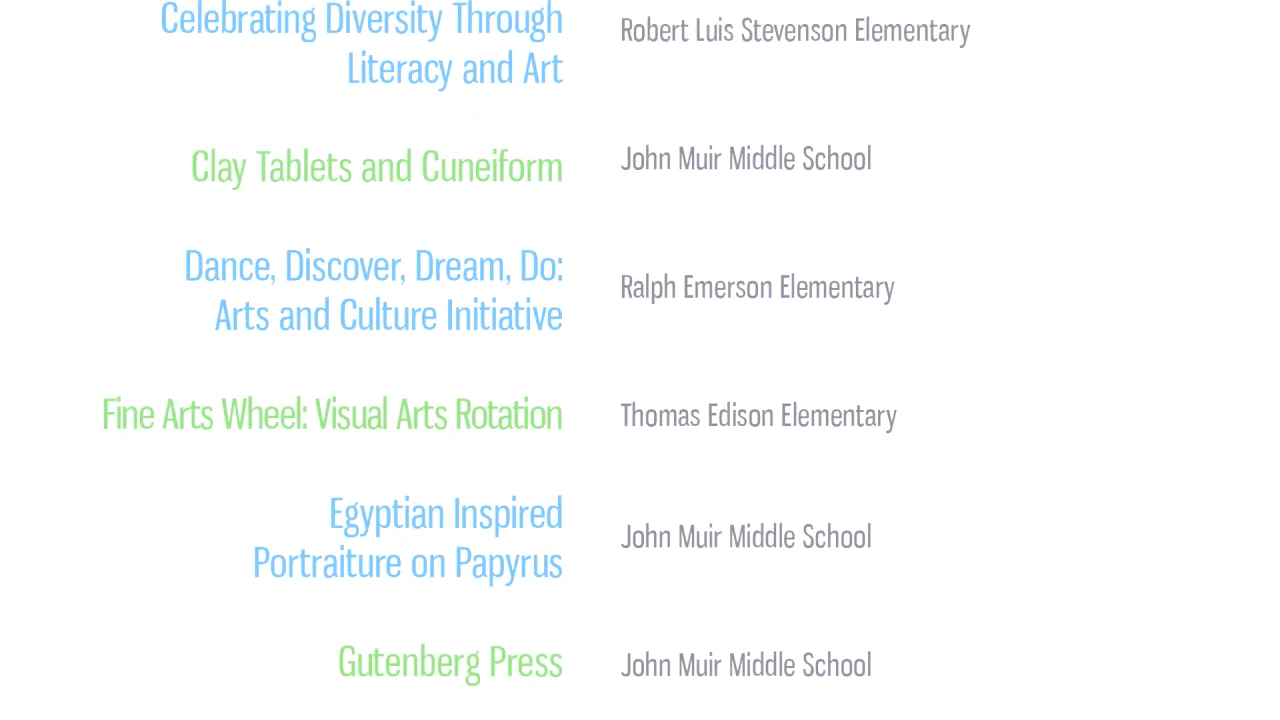 Celebrating Diversity Through
Literacy and Art
Robert Luis Stevenson Elementary
Clay Tablets and Cuneiform
John Muir Middle School
Dance, Discover, Dream, Do:
Arts and Culture Initiative
Ralph Emerson Elementary
Fine Arts Wheel: Visual Arts Rotation
Thomas Edison Elementary
Egyptian Inspired
Portraiture on Papyrus
John Muir Middle School
Gutenberg Press
John Muir Middle School